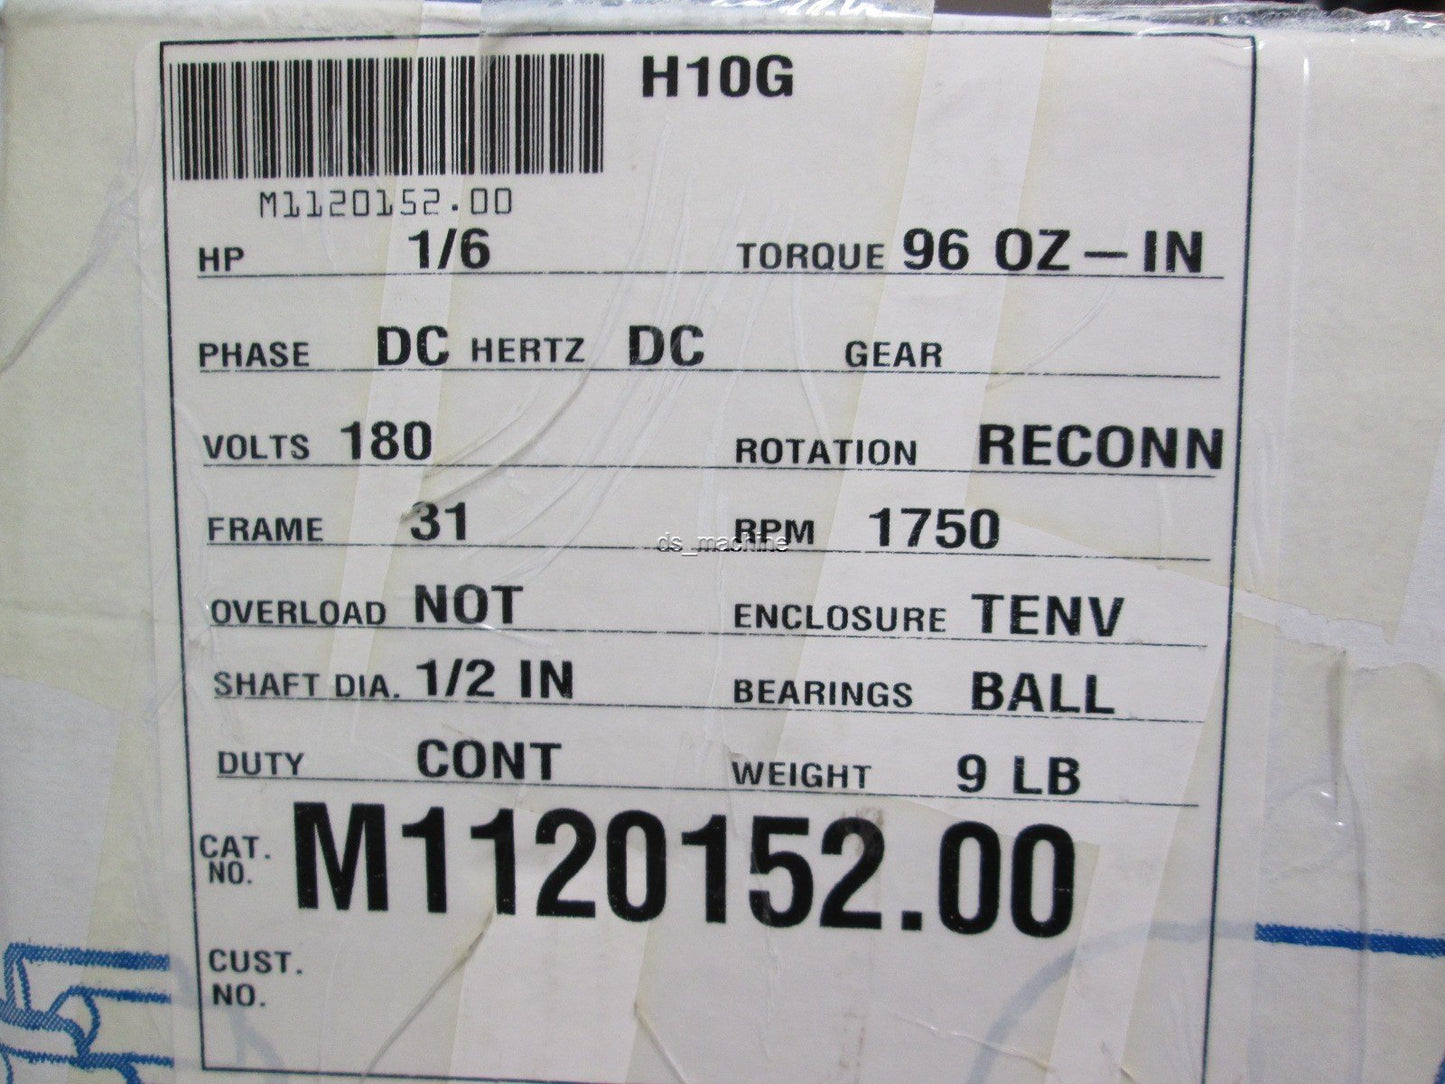 H10G
M1120152.00
HP 1/6 TORQUE 96 OZ-IN
PHASE DC HERTZ DC GEAR
VOLTS 180 ROTATION RECONN
FRAME 31 RPM 1750
ds_machine
OVERLOAD NOT ENCLOSURE TENV
SHAFT DIA. 1/2 IN BEARINGS BALL
DUTY CONT WEIGHT 9 LB
CAT. NO. M1120152.00
CUST.
NO.